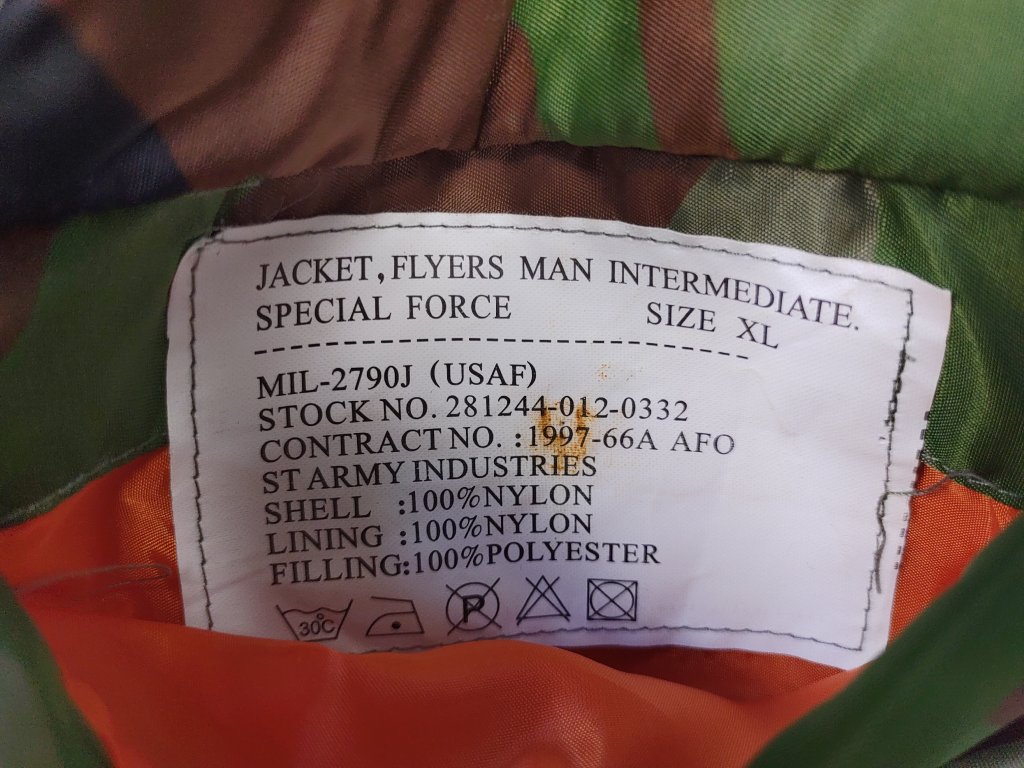 JACKET,FLYERS MAN INTERMEDIATE.
SPECIAL FORCE SIZE XL
MIL-2790J (USAF)
STOCK NO. 281244-012-0332
CONTRACT NO. :1997-66A AFO
ST ARMY INDUSTRIES
SHELL :100%NYLON
LINING :100%NYLON
FILLING:100%POLYESTER
30°C P